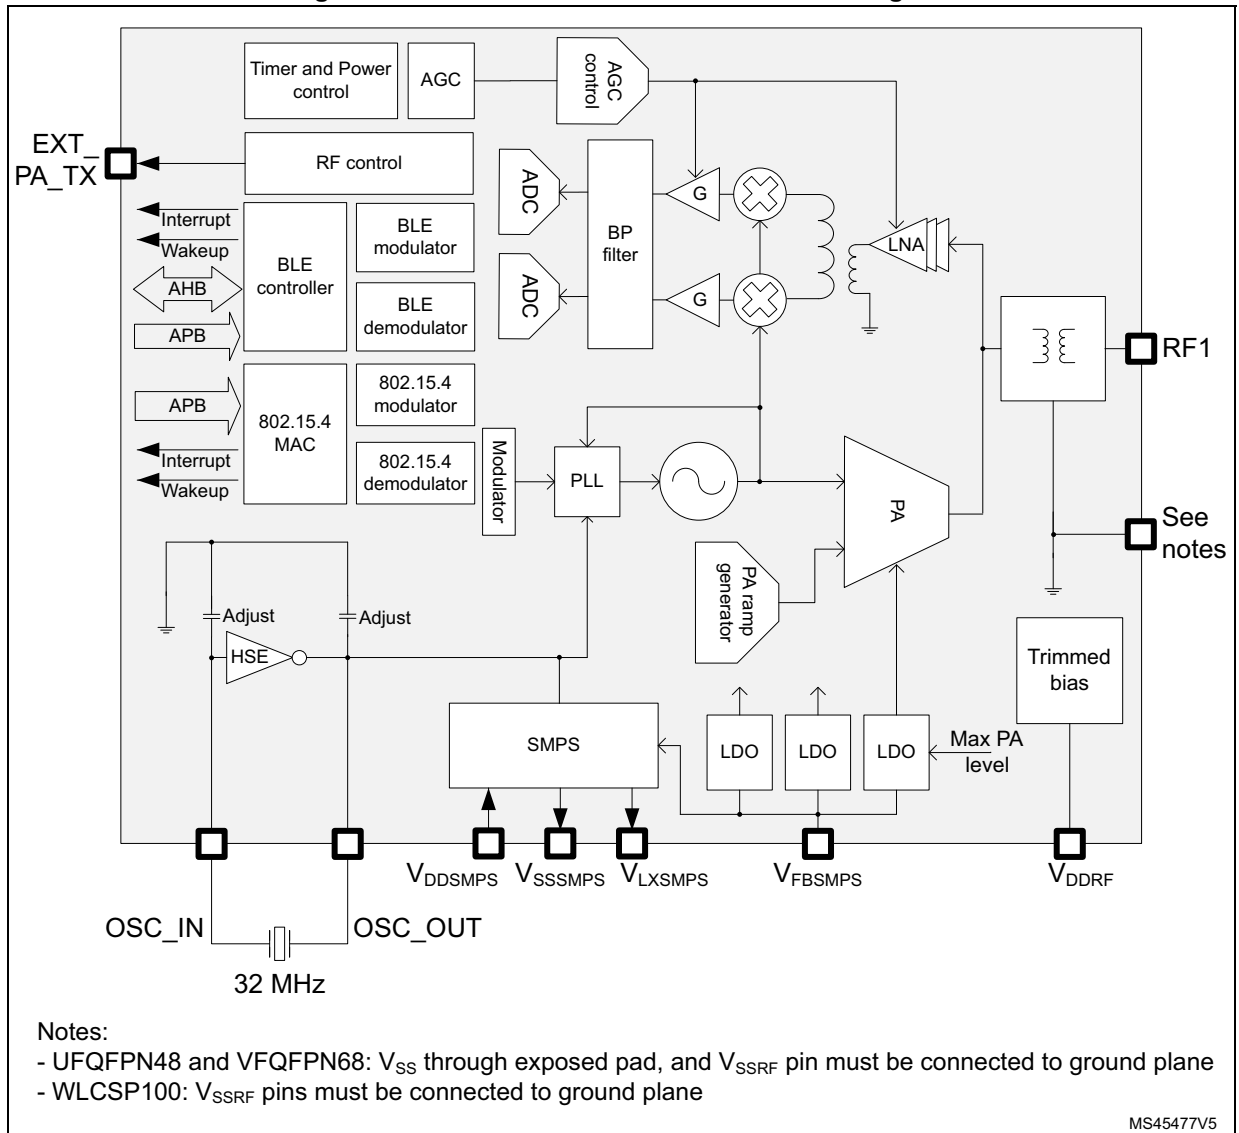 Timer and Power
control
AGC
AGC
control
EXT_
PA_TX
RF control
ADC
ADC
BP
filter
G
G
LNA
Interrupt
Wakeup
AHB
APB
BLE
controller
BLE
modulator
BLE
demodulator
RF1
APB
Interrupt
Wakeup
802.15.4
MAC
802.15.4
modulator
802.15.4
demodulator
Modulator
PLL
PA
See
notes
PA ramp
generator
Adjust
Adjust
HSE
Trimmed
bias
SMPS
LDO
LDO
LDO
Max PA
level
VDDSMPS
VSSSMPS
VLXSMPS
VFBSMPS
VDDRF
OSC_IN
OSC_OUT
32 MHz
Notes:
- UFQFPN48 and VFQFPN68: VSS through exposed pad, and VSSRF pin must be connected to ground plane
- WLCSP100: VSSRF pins must be connected to ground plane
MS45477V5